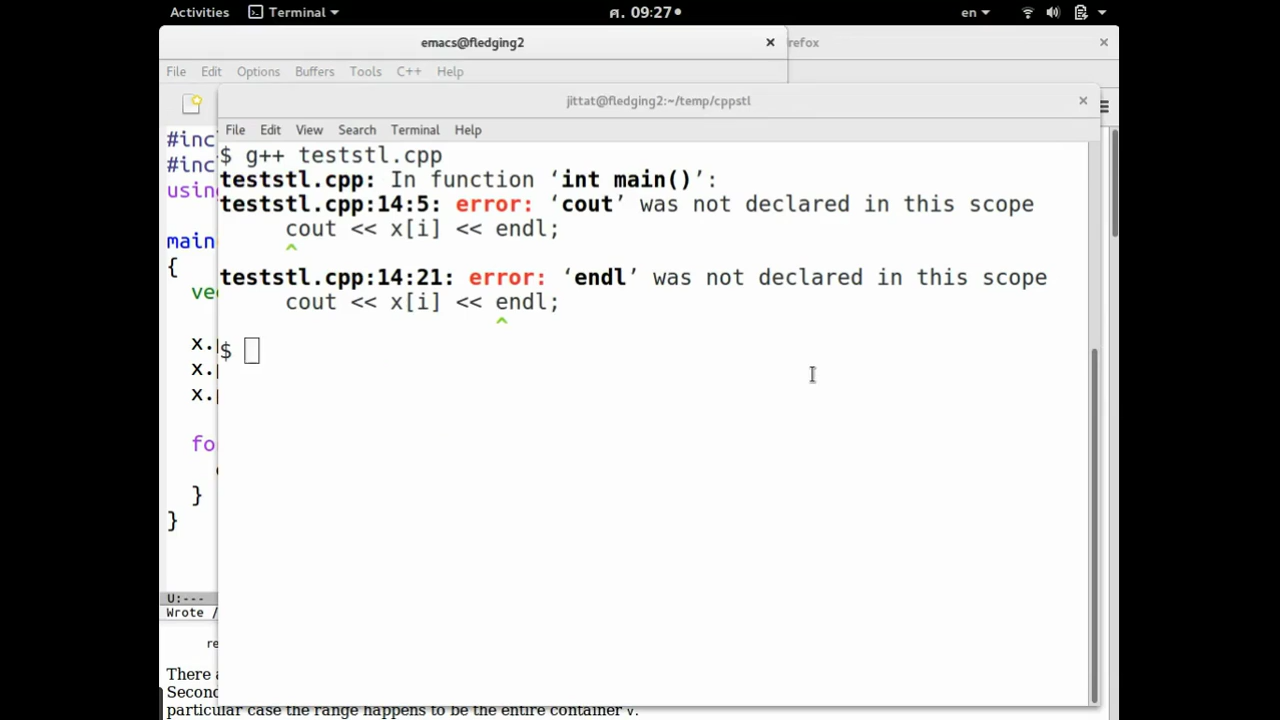 Activities Terminal ศ. 09:27 en
emacs@fledging2 refox
File Edit Options Buffers Tools C++ Help
jittat@fledging2:~/temp/cppstl
File Edit View Search Terminal Help
$ g++ teststl.cpp
teststl.cpp: In function ‘int main()’:
teststl.cpp:14:5: error: ‘cout’ was not declared in this scope
cout << x[i] << endl;
^
teststl.cpp:14:21: error: ‘endl’ was not declared in this scope
cout << x[i] << endl;
^
$
#inc
#inc
usin
main
{
ve
x.
x.
x.
fo
}
}
U:---
Wrote /
re
There a
Second
particular case the range happens to be the entire container v.